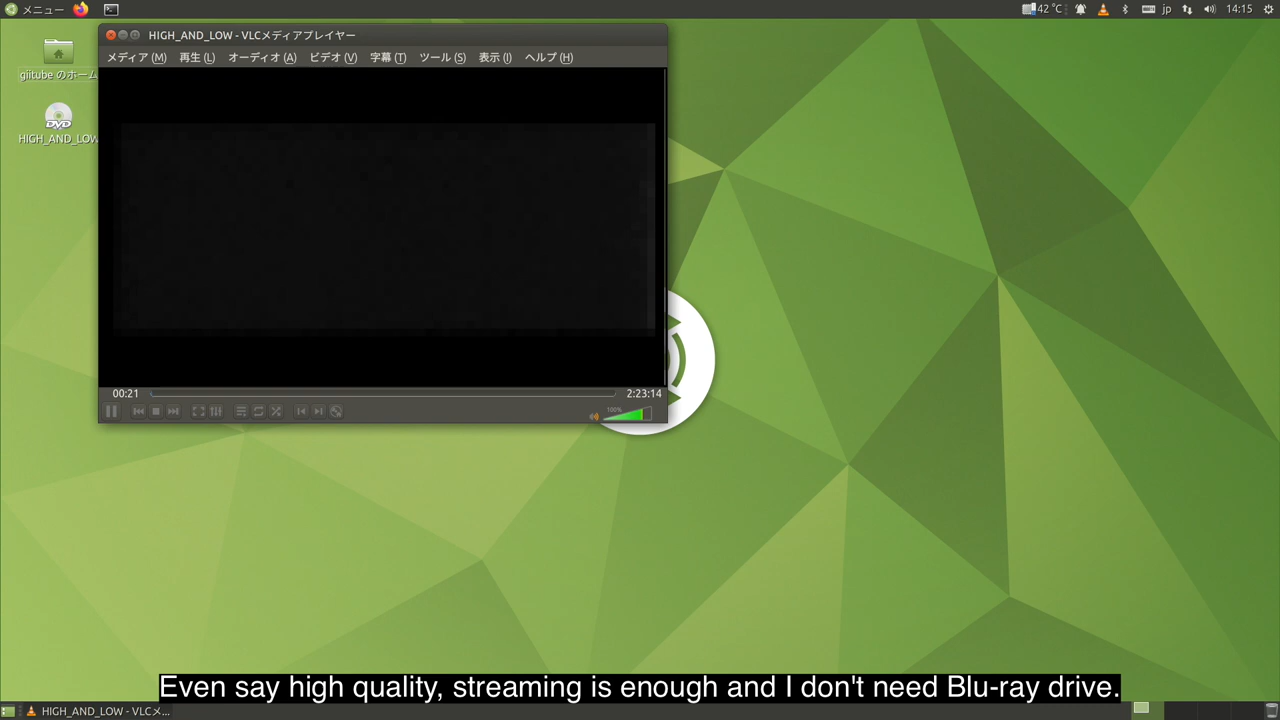 メニュー
42 °C
jp
14:15
giitube のホーム
DVD
HIGH_AND_LOW
HIGH_AND_LOW - VLCメディアプレイヤー
メディア (M) 再生 (L) オーディオ (A) ビデオ (V) 字幕 (T) ツール (S) 表示 (I) ヘルプ (H)
00:21
2:23:14
100%
Even say high quality, streaming is enough and I don't need Blu-ray drive.
HIGH_AND_LOW - VLCメ...